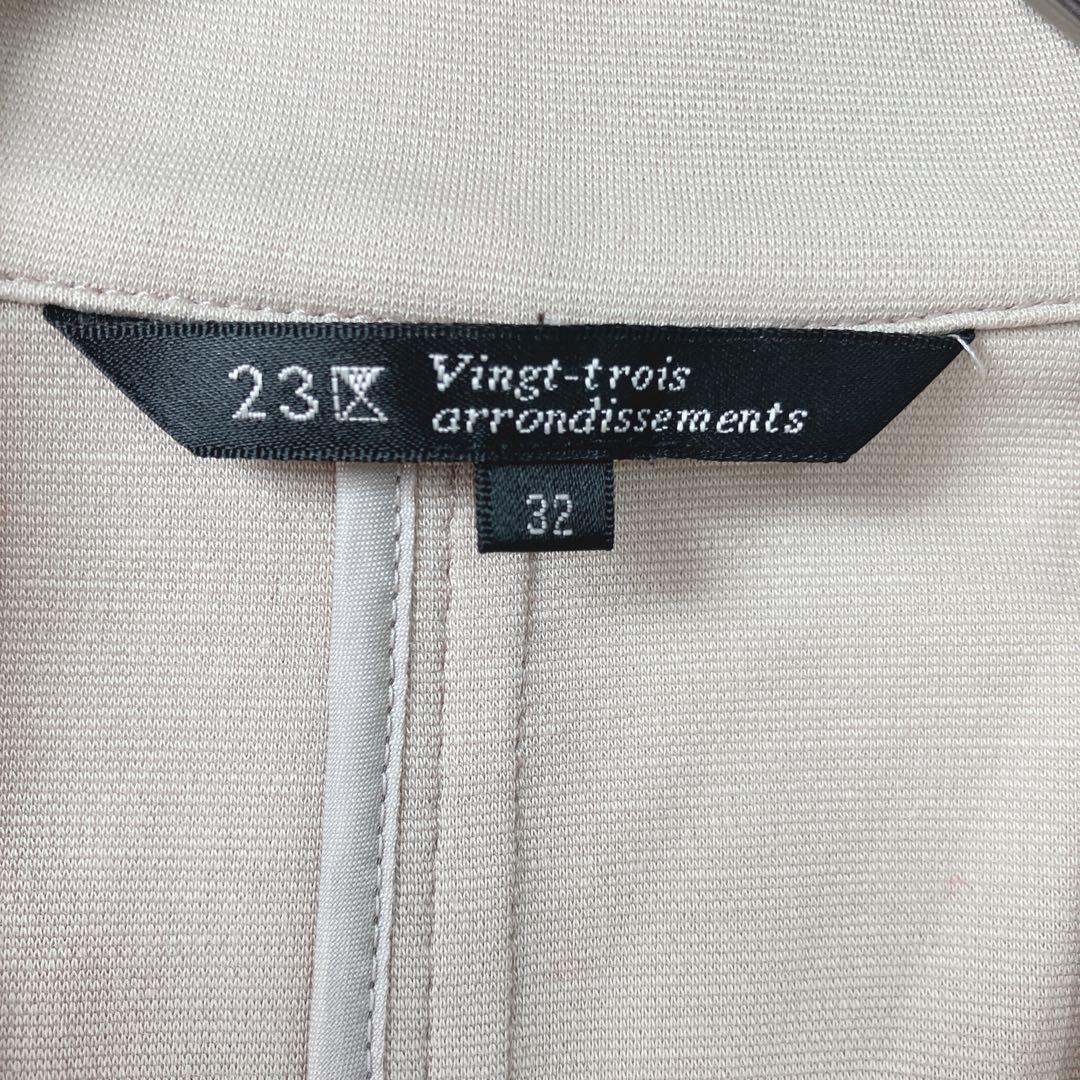 23区 Vingt-trois
arrondissements
32